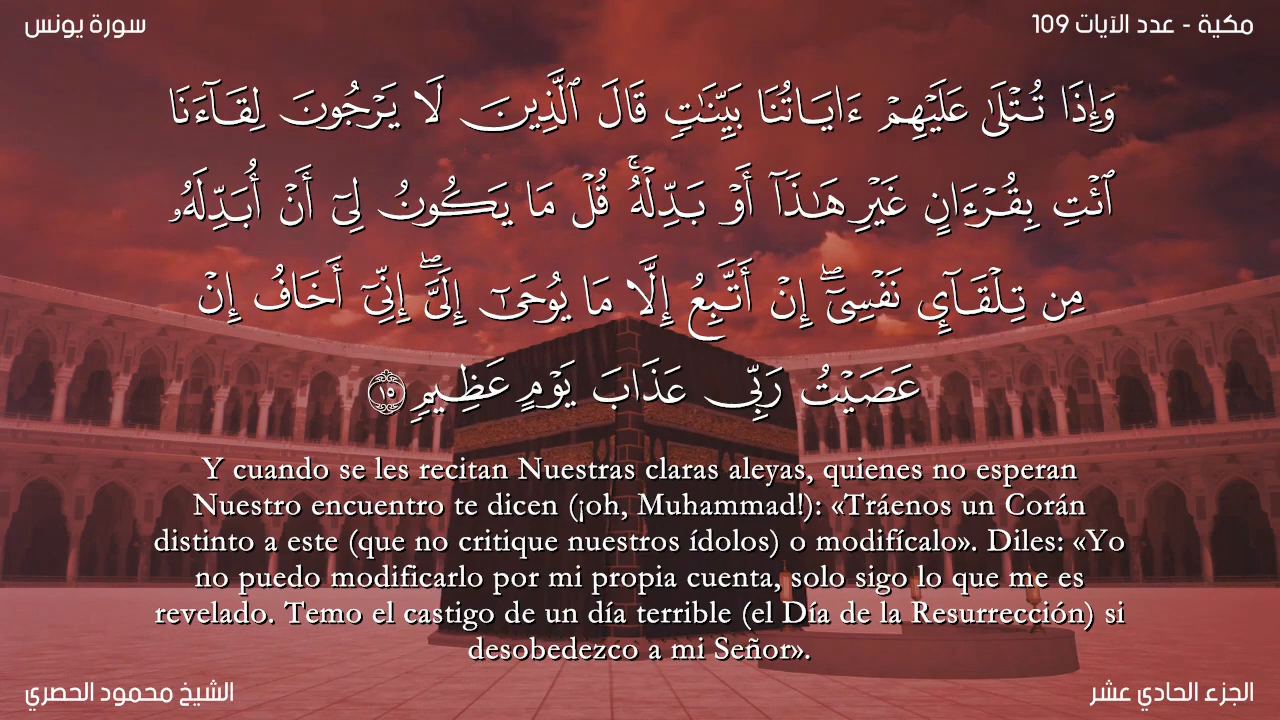 سورة يونس
مكية - عدد الآيات 109
وَإِذَا تُتْلَىٰ عَلَيْهِمْ ءَايَاتُنَا بَيِّنَـٰتٍۢ قَالَ ٱلَّذِينَ لَا يَرْجُونَ لِقَآءَنَا
ٱئْتِ بِقُرْءَانٍ غَيْرِ هَـٰذَآ أَوْ بَدِّلْهُ ۚ قُلْ مَا يَكُونُ لِىٓ أَنْ أُبَدِّلَهُۥ
مِن تِلْقَآئِ نَفْسِىٓ ۖ إِنْ أَتَّبِعُ إِلَّا مَا يُوحَىٰٓ إِلَىَّ ۖ إِنِّىٓ أَخَافُ إِنْ
عَصَيْتُ رَبِّى عَذَابَ يَوْمٍ عَظِيمٍۢ ١٥
Y cuando se les recitan Nuestras claras aleyas, quienes no esperan
Nuestro encuentro te dicen (¡oh, Muhammad!): «Tráenos un Corán
distinto a este (que no critique nuestros ídolos) o modifícalo». Diles: «Yo
no puedo modificarlo por mi propia cuenta, solo sigo lo que me es
revelado. Temo el castigo de un día terrible (el Día de la Resurrección) si
desobedezco a mi Señor».
الشيخ محمود الحصري
الجزء الحادي عشر